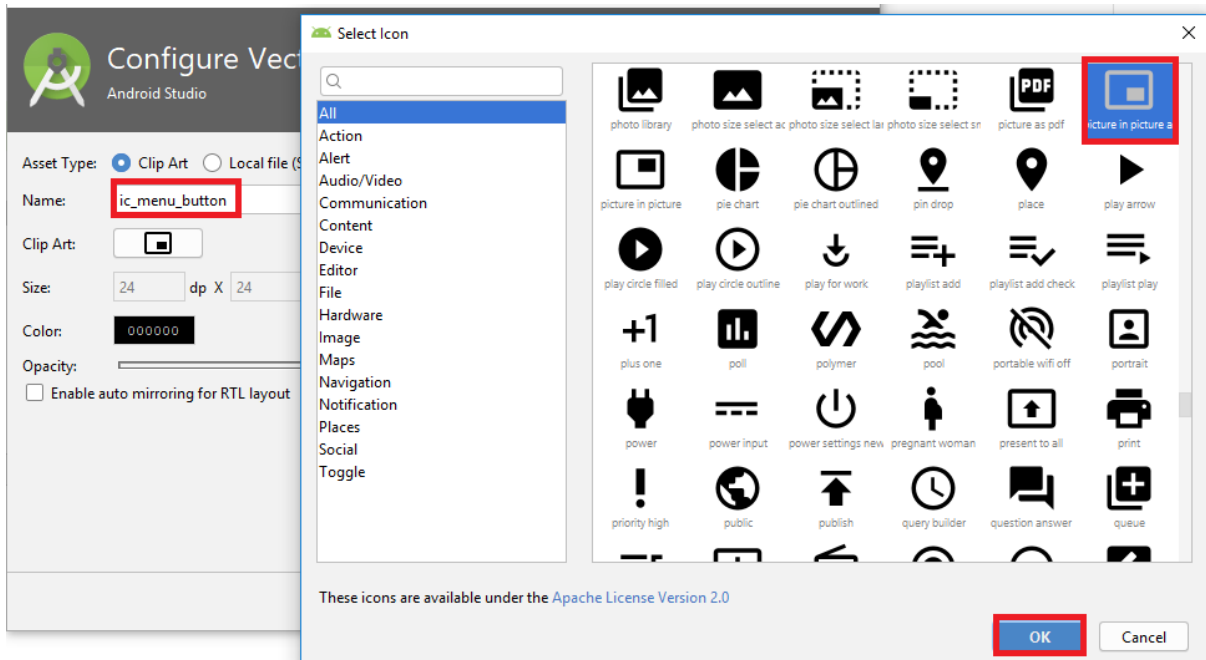 Configure Vect
Android Studio
Asset Type:
Clip Art
Local file (S
Name:
ic_menu_button
Clip Art:
Size:
24
dp X
24
Color:
000000
Opacity:
Enable auto mirroring for RTL layout
Select Icon
All
Action
Alert
Audio/Video
Communication
Content
Device
Editor
File
Hardware
Image
Maps
Navigation
Notification
Places
Social
Toggle
PDF
photo library
photo size select ac
photo size select lar
photo size select sn
picture as pdf
icture in picture a
picture in picture
pie chart
pie chart outlined
pin drop
place
play arrow
play circle filled
play circle outline
play for work
playlist add
playlist add check
playlist play
+1
plus one
poll
polymer
pool
portable wifi off
portrait
power
power input
power settings new
pregnant woman
present to all
print
priority high
public
publish
query builder
question answer
queue
These icons are available under the Apache License Version 2.0
OK
Cancel